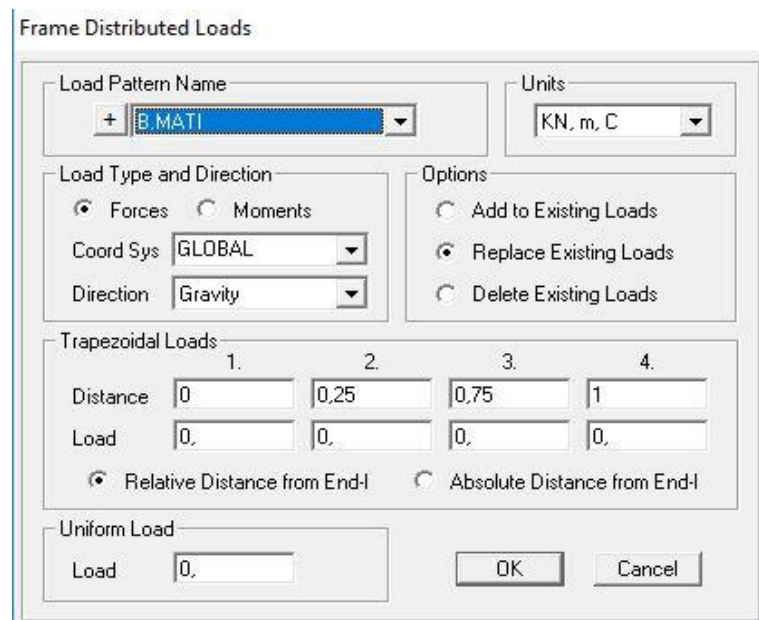 Frame Distributed Loads
Load Pattern Name
+ B.MATI
Units
KN, m, C
Load Type and Direction
Forces Moments
Coord Sys GLOBAL
Direction Gravity
Options
Add to Existing Loads
Replace Existing Loads
Delete Existing Loads
Trapezoidal Loads
1. 2. 3. 4.
Distance 0 0,25 0,75 1
Load 0, 0, 0, 0,
Relative Distance from End-I Absolute Distance from End-I
Uniform Load
Load 0,
OK Cancel